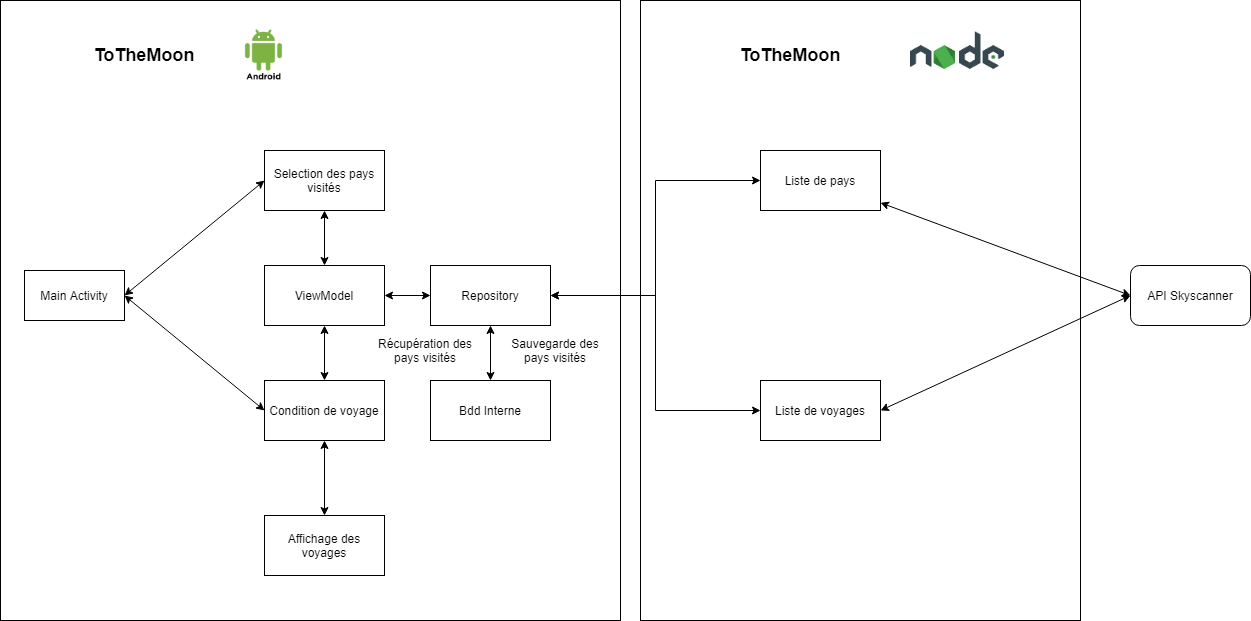 ToTheMoon
Android
ToTheMoon
node
Selection des pays
visités
Liste de pays
Main Activity
ViewModel
Repository
API Skyscanner
Récupération des
pays visités
Sauvegarde des
pays visités
Condition de voyage
Bdd Interne
Liste de voyages
Affichage des
voyages